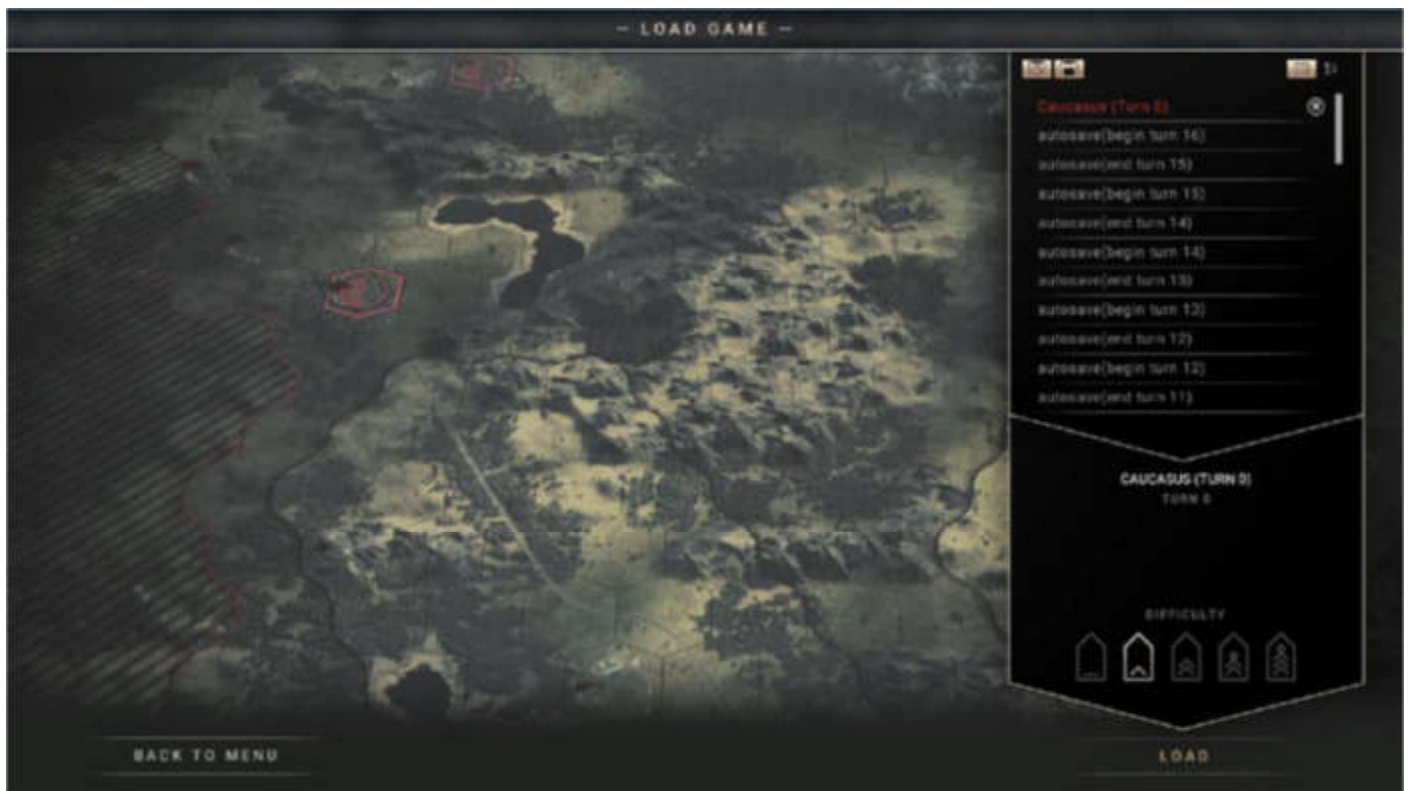 — LOAD GAME —
Caucasus (Turn 0)
autosave(begin turn 16)
autosave(end turn 15)
autosave(begin turn 15)
autosave(end turn 14)
autosave(begin turn 14)
autosave(end turn 13)
autosave(begin turn 13)
autosave(end turn 12)
autosave(begin turn 12)
autosave(end turn 11)
CAUCASUS (TURN 0)
TURN 0
DIFFICULTY
BACK TO MENU
LOAD